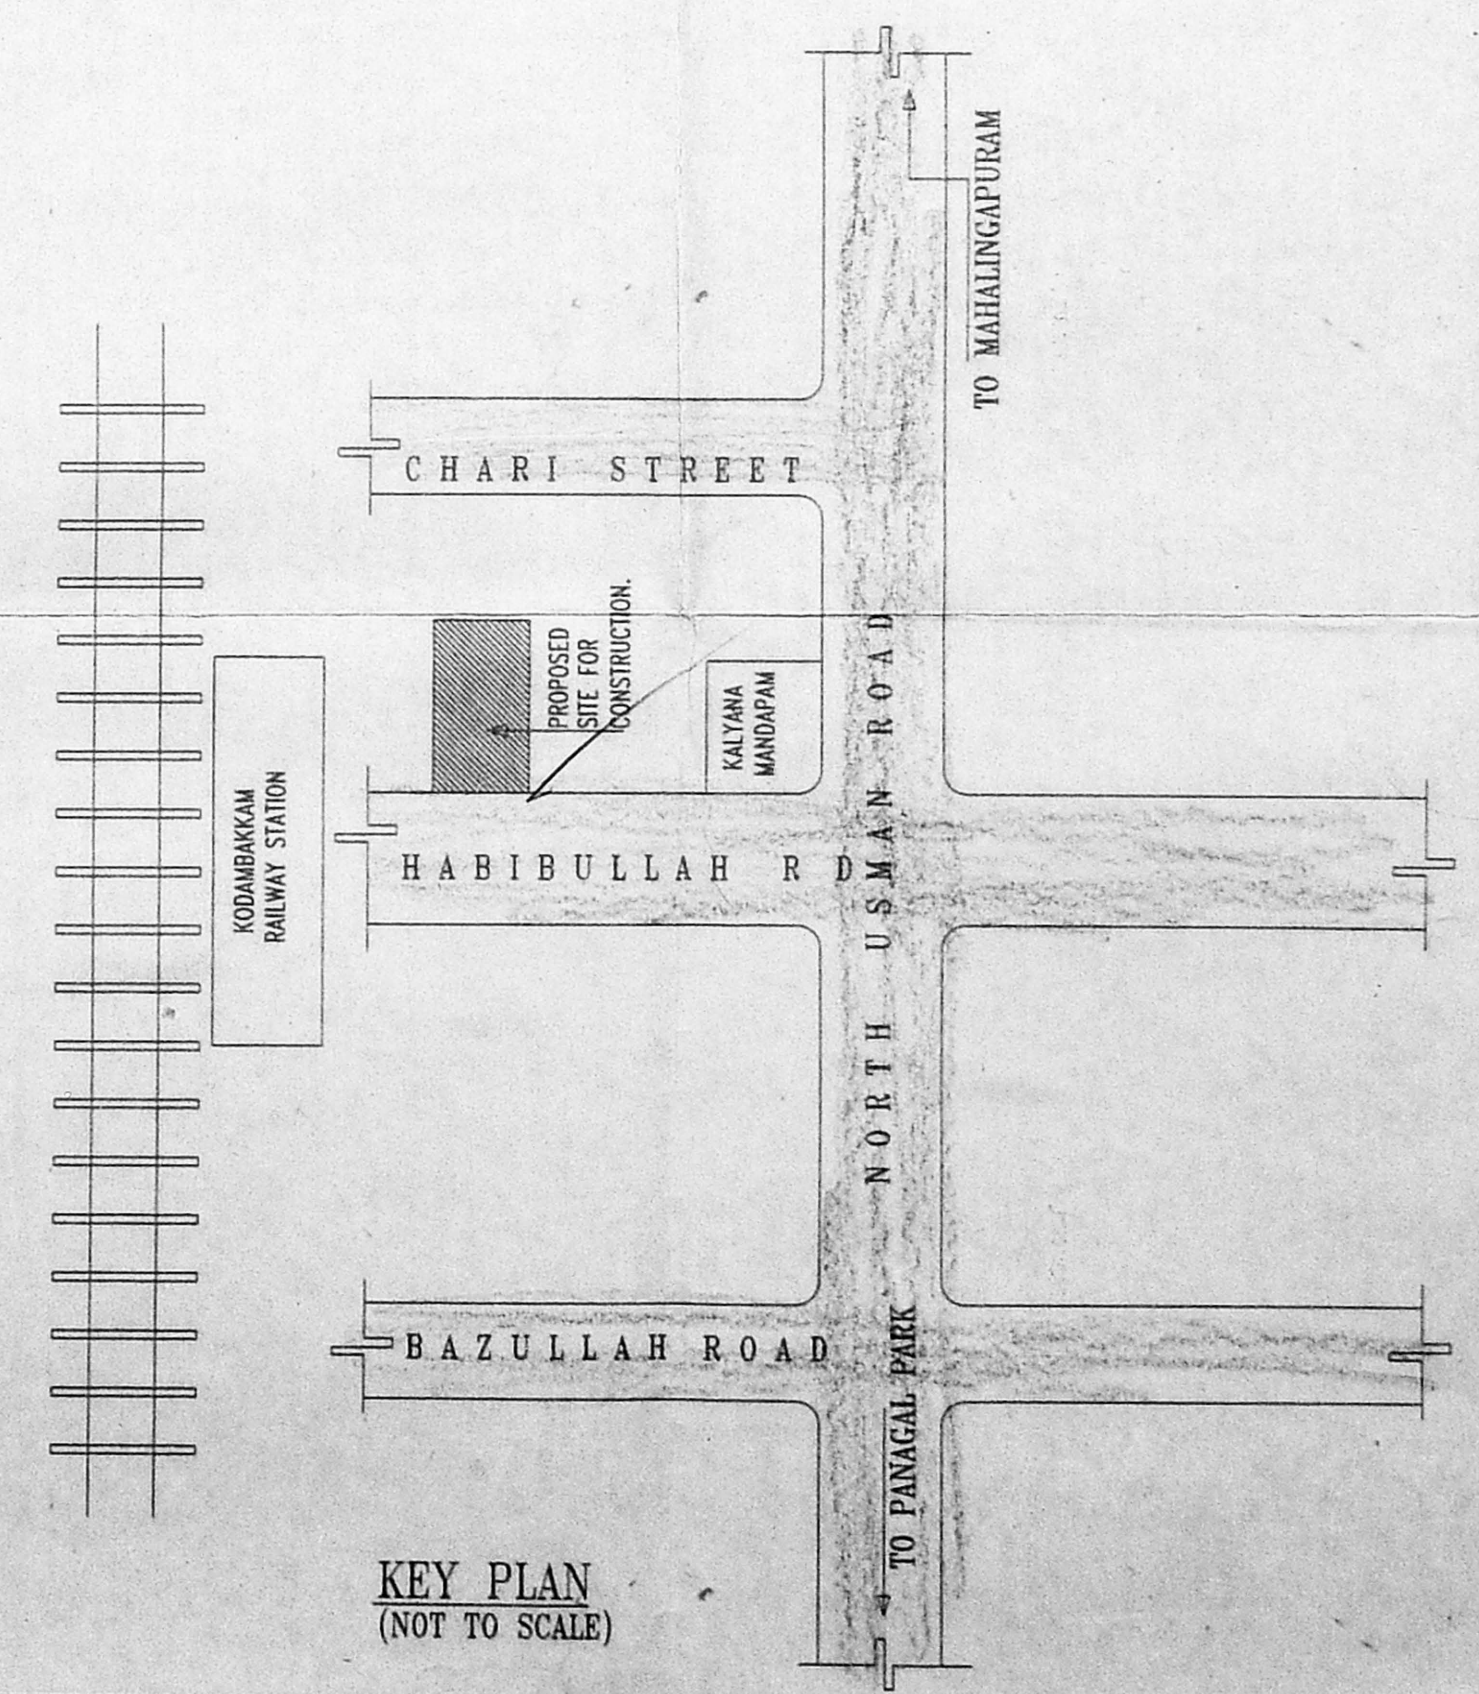 TO MAHALINGAPURAM
CHARI STREET
PROPOSED
SITE FOR
CONSTRUCTION.
KALYANA
MANDAPAM
KODAMBAKKAM
RAILWAY STATION
HABIBULLAH RD
NORTH USMAN ROAD
BAZULLAH ROAD
TO PANAGAL PARK
KEY PLAN
(NOT TO SCALE)